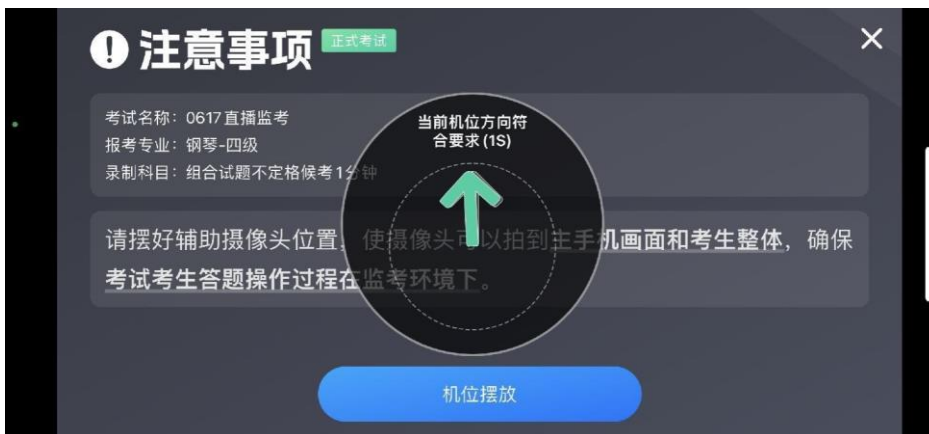 注意事项 正式考试
考试名称：0617直播监考
报考专业：钢琴-四级
录制科目：组合试题不定格候考1分钟
当前机位方向符
合要求(1S)
请摆好辅助摄像头位置，使摄像头可以拍到主手机画面和考生整体，确保
考试考生答题操作过程在监考环境下。
机位摆放